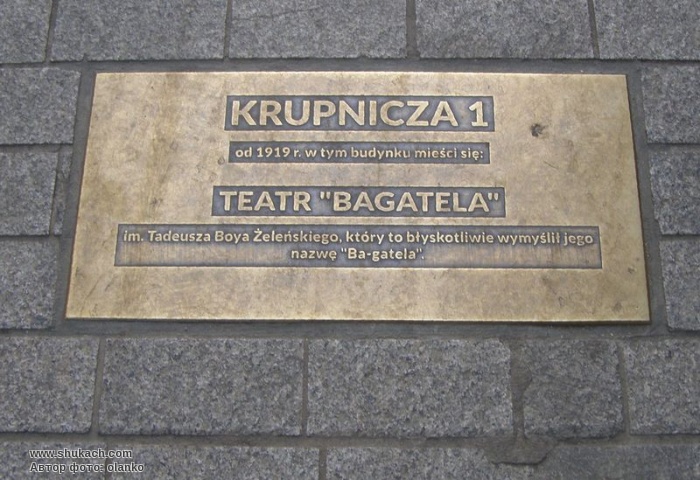 KRUPNICZA 1
od 1919 r. w tym budynku mieści się:
TEATR "BAGATELA"
im. Tadeusza Boya Żeleńskiego, który to błyskotliwie wymyślił jego
nazwę "Ba-gatela".
www.shukach.com
Автор фото: olanko